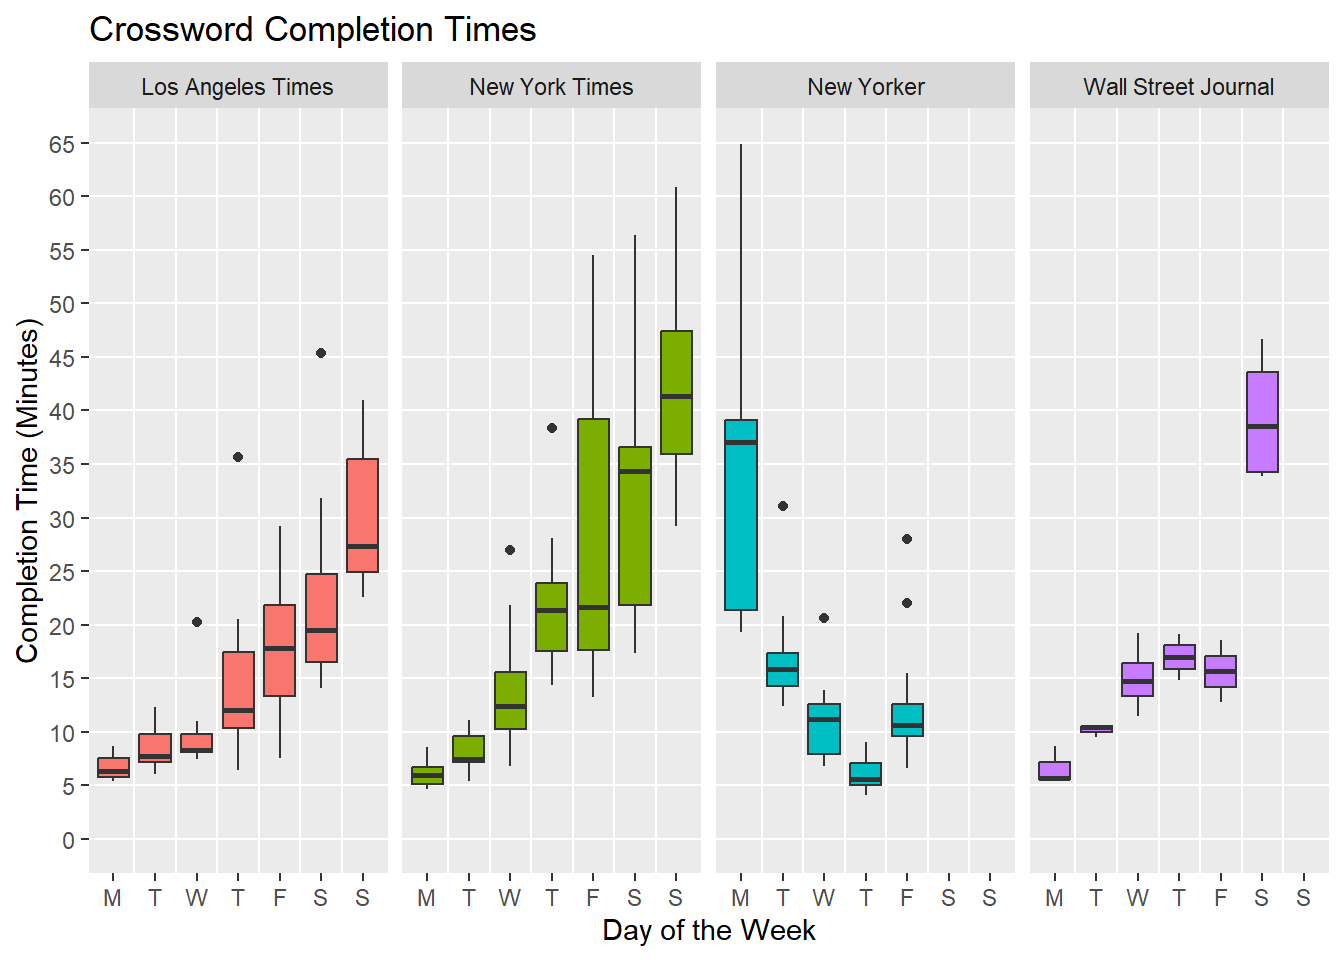 Crossword Completion Times
Los Angeles Times New York Times New Yorker Wall Street Journal
65
60
55
50
45
40
35
30
25
20
15
10
5
0
Completion Time (Minutes)
M T W T F S S M T W T F S S M T W T F S S M T W T F S S
Day of the Week